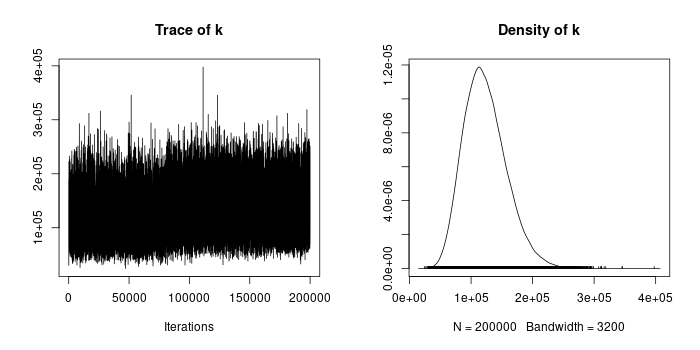 Trace of k
4e+05
3e+05
2e+05
1e+05
0
50000
100000
150000
200000
Iterations
Density of k
1.2e-05
8.0e-06
4.0e-06
0.0e+00
0e+00
1e+05
2e+05
3e+05
4e+05
N = 200000 Bandwidth = 3200